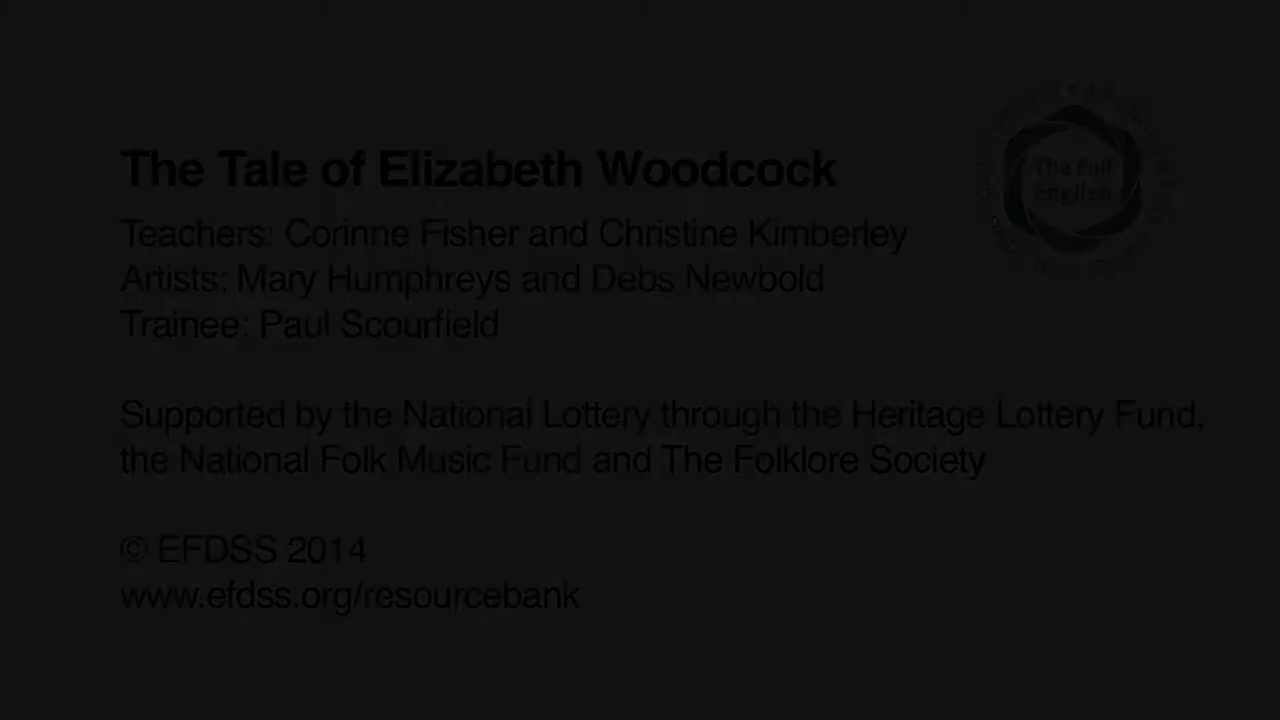 The Tale of Elizabeth Woodcock
The Full
English
Teachers: Corinne Fisher and Christine Kimberley
Artists: Mary Humphreys and Debs Newbold
Trainee: Paul Scourfield
Supported by the National Lottery through the Heritage Lottery Fund,
the National Folk Music Fund and The Folklore Society
© EFDSS 2014
www.efdss.org/resourcebank